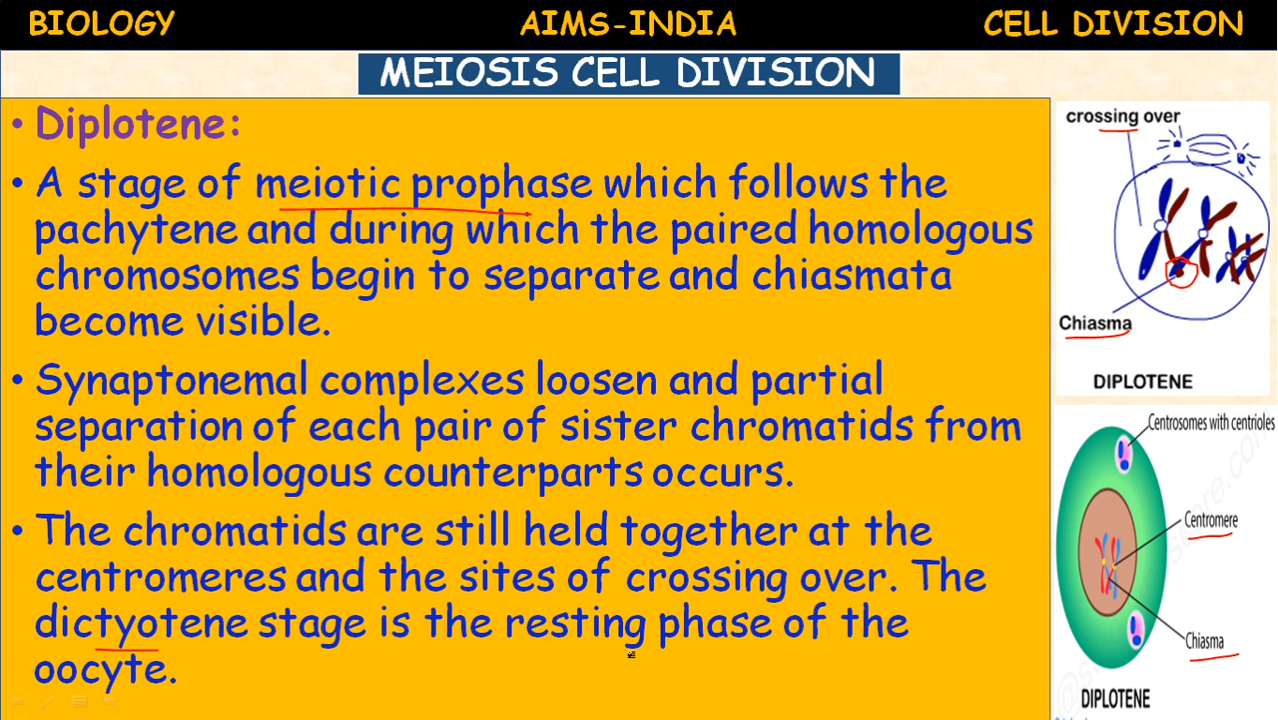 BIOLOGY AIMS-INDIA CELL DIVISION
MEIOSIS CELL DIVISION
• Diplotene:
• A stage of meiotic prophase which follows the
pachytene and during which the paired homologous
chromosomes begin to separate and chiasmata
become visible.
• Synaptonemal complexes loosen and partial
separation of each pair of sister chromatids from
their homologous counterparts occurs.
• The chromatids are still held together at the
centromeres and the sites of crossing over. The
dictyotene stage is the resting phase of the
oocyte.
crossing over
Chiasma
DIPLOTENE
Centrosomes with centrioles
Centromere
Chiasma
DIPLOTENE